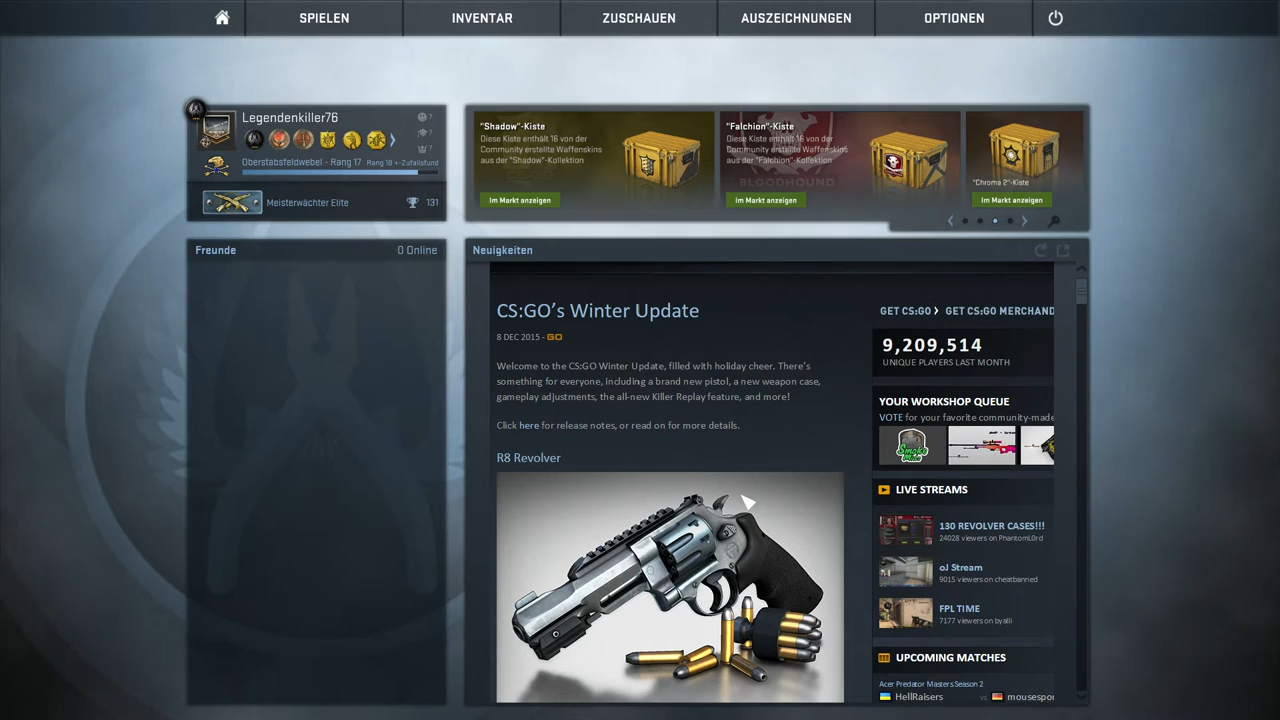 SPIELEN
INVENTAR
ZUSCHAUEN
AUSZEICHNUNGEN
OPTIONEN
Legendenkiller76
Oberstabsfeldwebel - Rang 17
Rang 18 +-Zufallsfund
Meisterwächter Elite
131
"Shadow"-Kiste
Diese Kiste enthält 16 von der
Community erstellte Waffenskins
aus der "Shadow"-Kollektion
Im Markt anzeigen
"Falchion"-Kiste
Diese Kiste enthält 16 von der
Community erstellte Waffenskins
aus der "Falchion"-Kollektion
BLOODHOUND
Im Markt anzeigen
"Chroma 2"-Kiste
Im Markt anzeigen
Freunde
0 Online
Neuigkeiten
CS:GO's Winter Update
8 DEC 2015 - GO
Welcome to the CS:GO Winter Update, filled with holiday cheer. There's
something for everyone, including a brand new pistol, a new weapon case,
gameplay adjustments, the all-new Killer Replay feature, and more!
Click here for release notes, or read on for more details.
R8 Revolver
GET CS:GO
GET CS:GO MERCHAND
9,209,514
UNIQUE PLAYERS LAST MONTH
YOUR WORKSHOP QUEUE
VOTE for your favorite community-made
LIVE STREAMS
130 REVOLVER CASES!!!
24028 viewers on PhantomL0rd
oJ Stream
9015 viewers on cheatbanned
FPL TIME
7177 viewers on byalli
UPCOMING MATCHES
Acer Predator Masters Season 2
HellRaisers vs mousespor